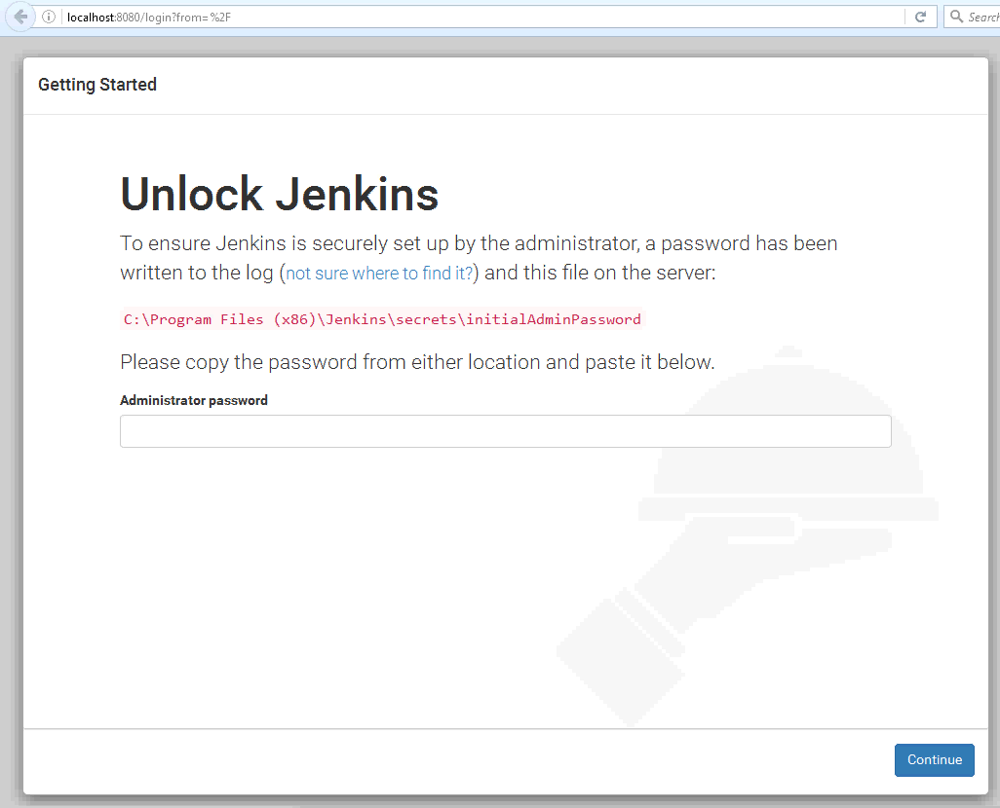 localhost:8080/login?from=%2F
Search
Getting Started
Unlock Jenkins
To ensure Jenkins is securely set up by the administrator, a password has been
written to the log (not sure where to find it?) and this file on the server:
C:\Program Files (x86)\Jenkins\secrets\initialAdminPassword
Please copy the password from either location and paste it below.
Administrator password
Continue